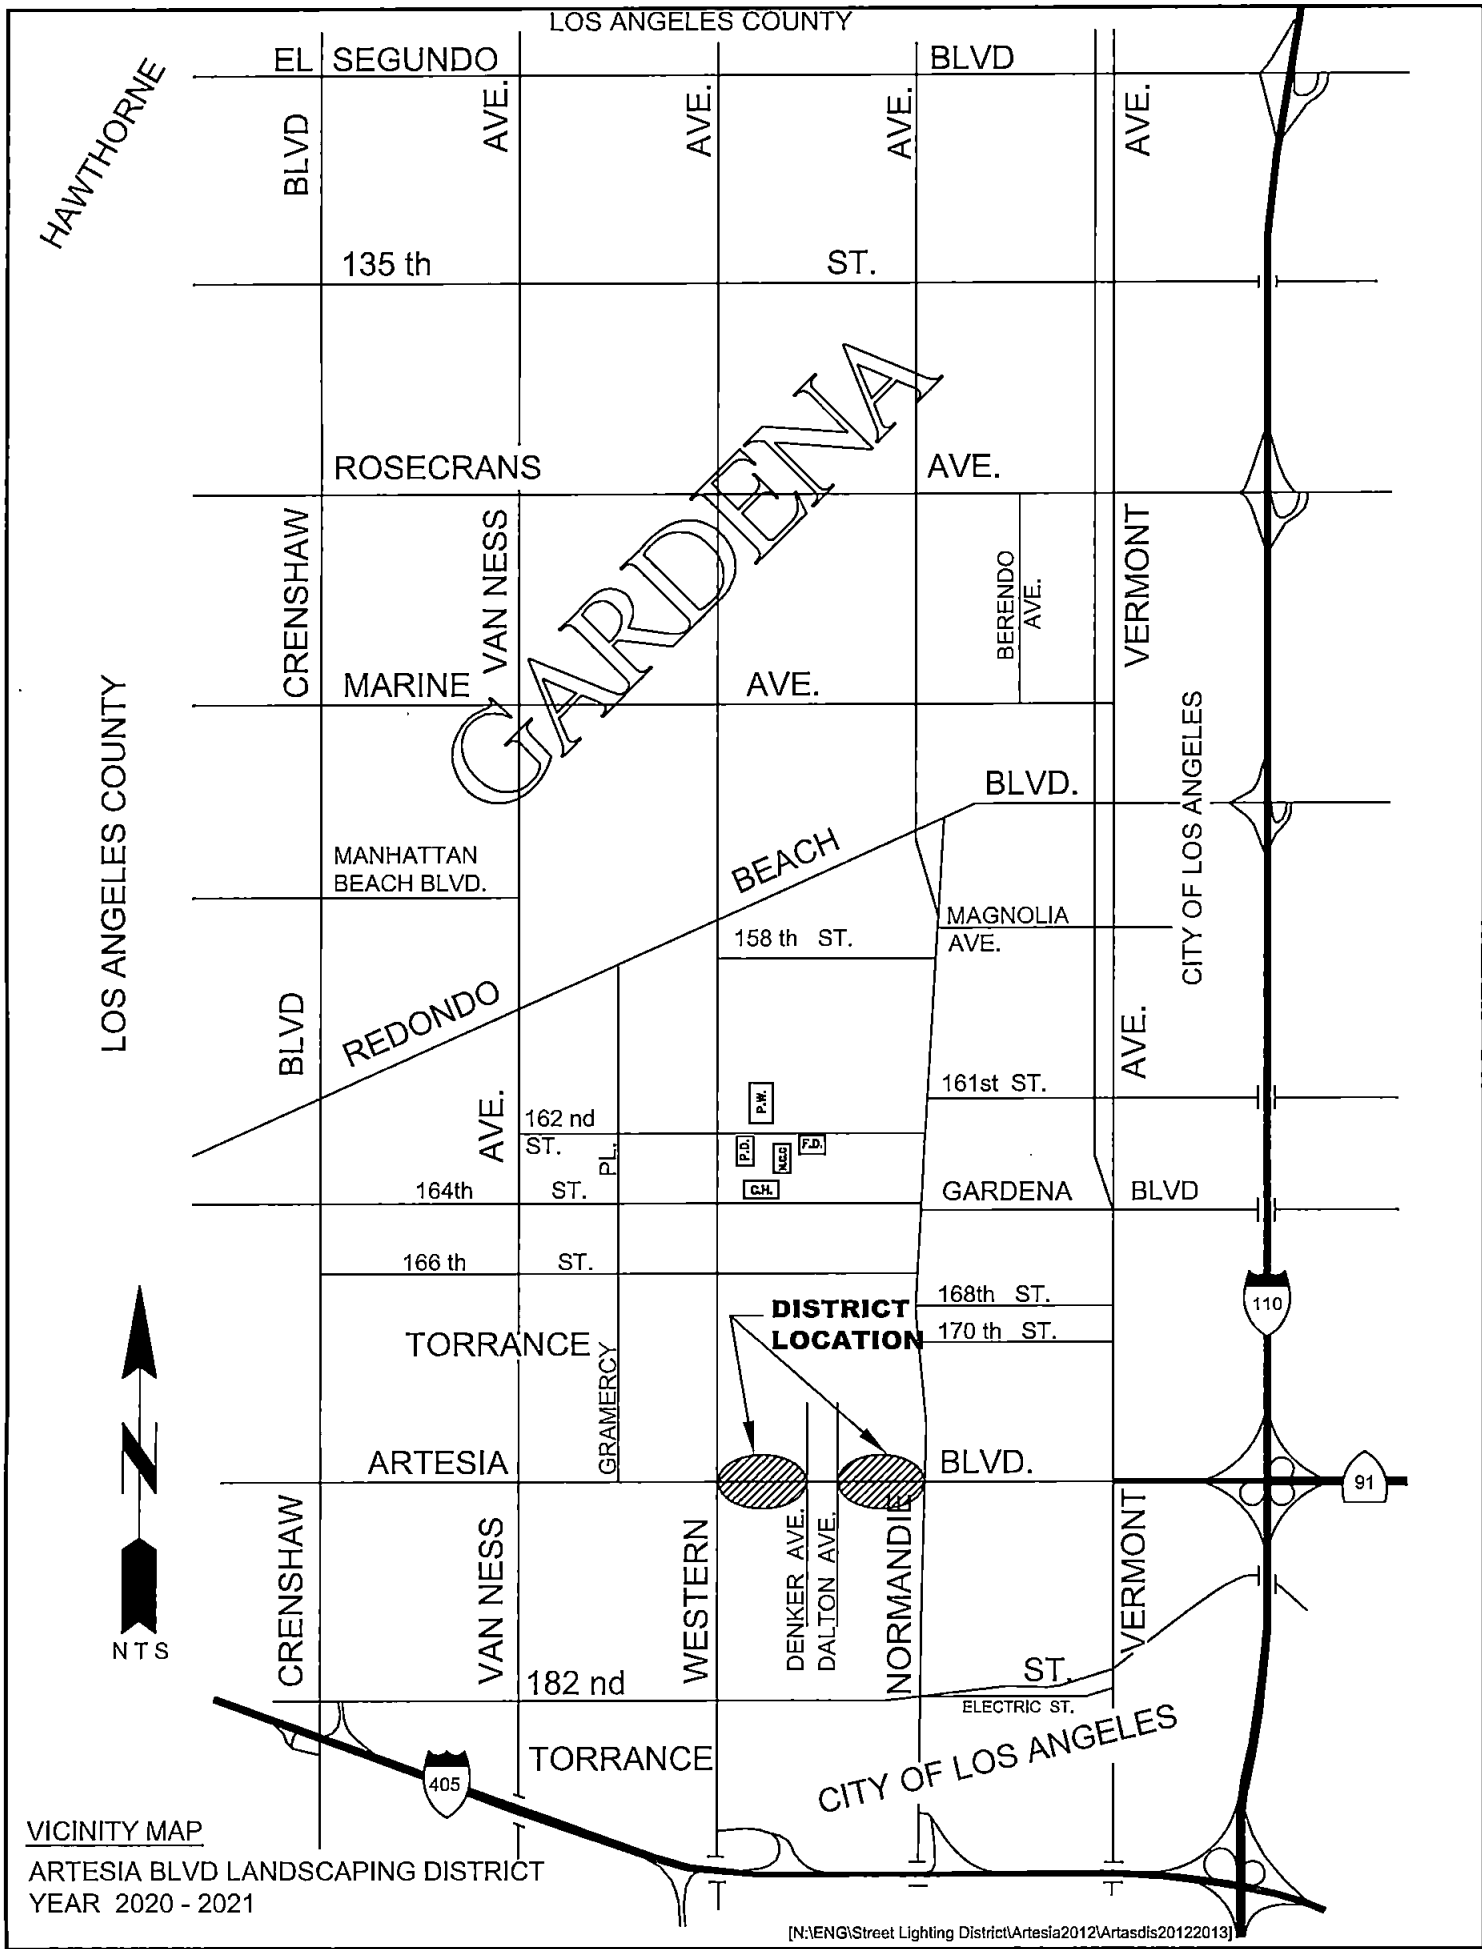 LOS ANGELES COUNTY
EL SEGUNDO BLVD
HAWTHORNE
BLVD
AVE.
AVE.
AVE.
AVE.
135 th ST.
GARDENA
ROSECRANS AVE.
CRENSHAW
VAN NESS
BERENDO
AVE.
VERMONT
MARINE AVE.
LOS ANGELES COUNTY
CITY OF LOS ANGELES
REDONDO BEACH BLVD.
MANHATTAN
BEACH BLVD.
MAGNOLIA
AVE.
158 th ST.
BLVD
AVE.
AVE.
161st ST.
P.W.
162 nd
ST.
PL.
P.D.
N.C.C
F.D.
C.H.
164th ST.
GARDENA BLVD
166 th ST.
168th ST.
110
DISTRICT
LOCATION
170 th ST.
TORRANCE
GRAMERCY
ARTESIA BLVD.
91
N
NTS
CRENSHAW
VAN NESS
WESTERN
DENKER AVE.
DALTON AVE.
NORMANDIE
VERMONT
182 nd ST.
ELECTRIC ST.
TORRANCE
CITY OF LOS ANGELES
405
VICINITY MAP
ARTESIA BLVD LANDSCAPING DISTRICT
YEAR 2020 - 2021
[N:\ENG\Street Lighting District\Artesia2012\Artasdis20122013]